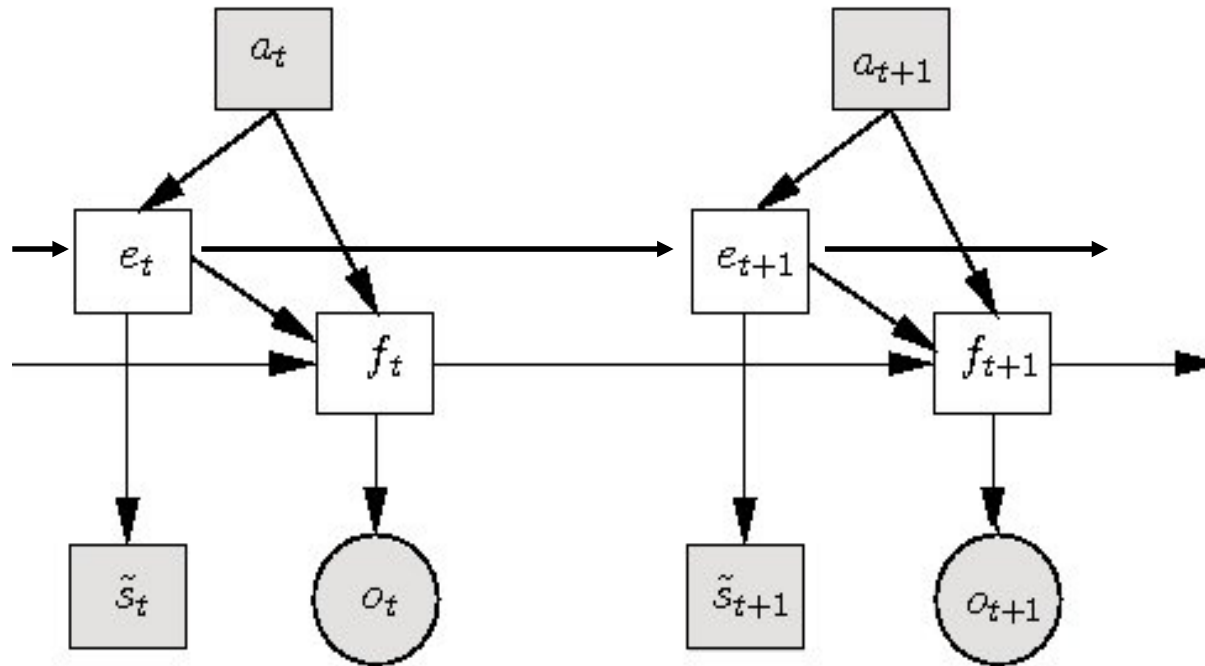 a_t a_{t+1}
e_t e_{t+1}
f_t f_{t+1}
s̃_t o_t s̃_{t+1} o_{t+1}